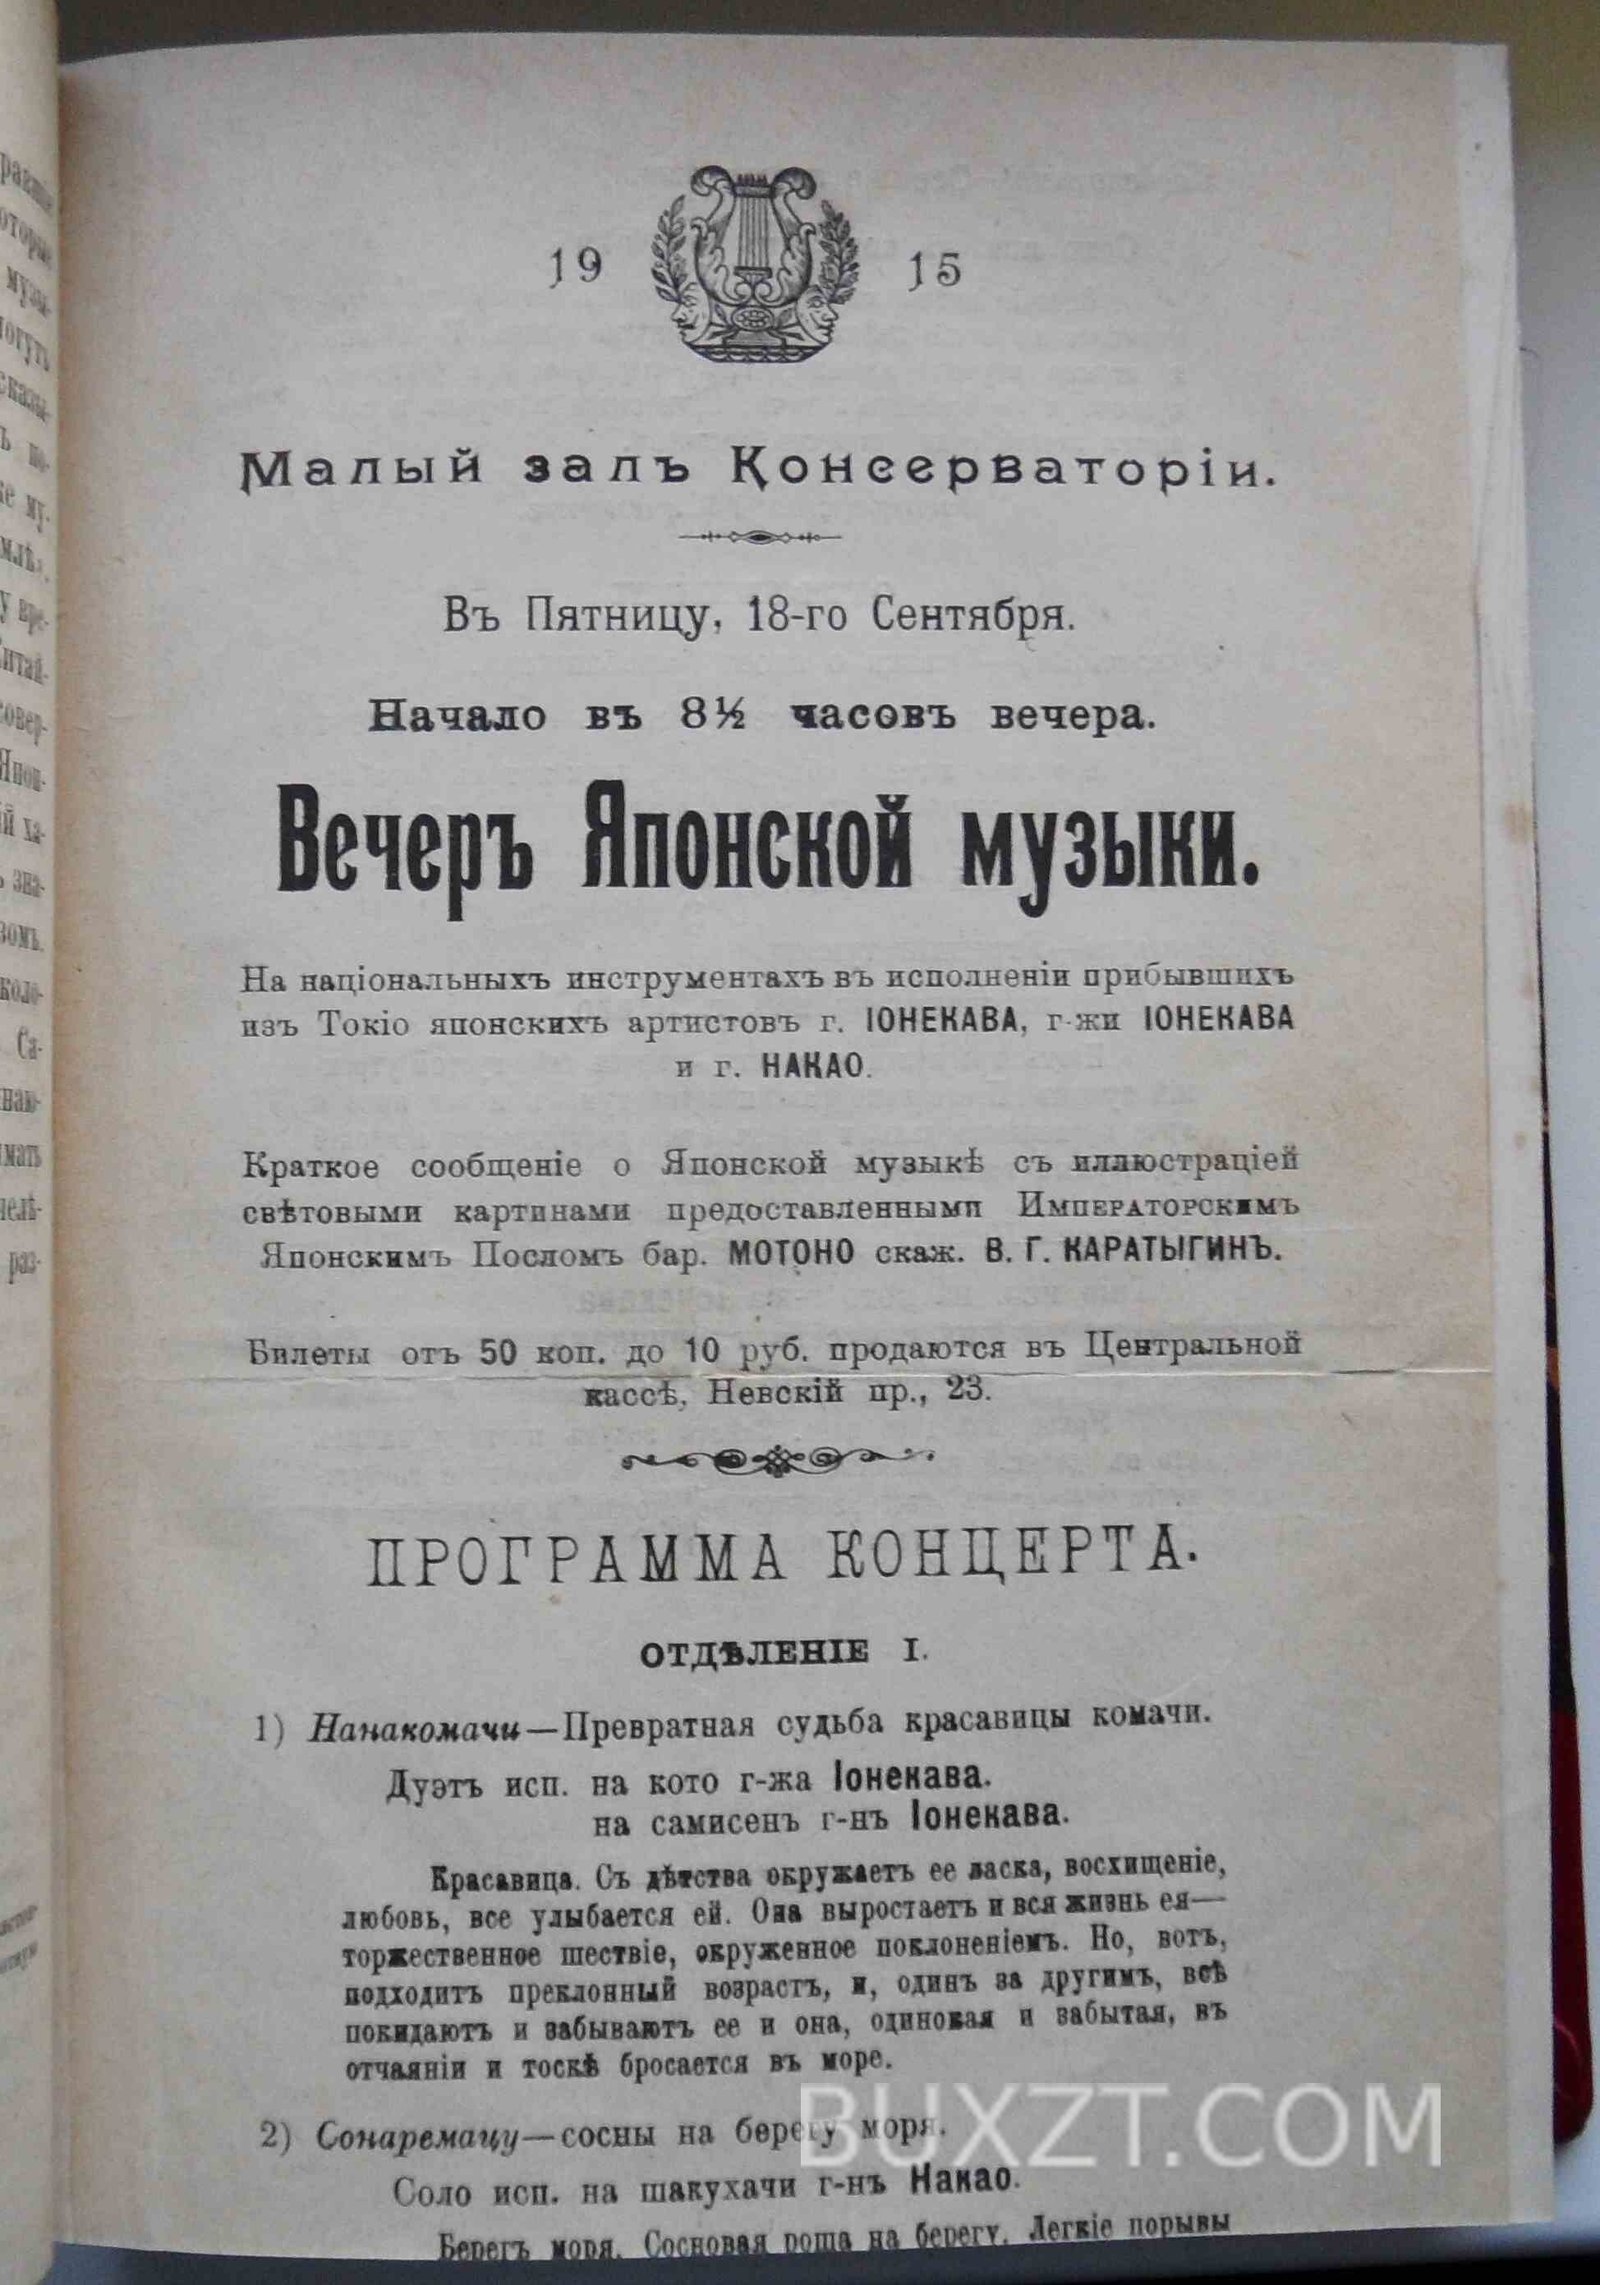 19 15
Малый залъ Консерваторіи.
Въ Пятницу, 18-го Сентября.
Начало въ 8½ часовъ вечера.
Вечеръ Японской музыки.
На національныхъ инструментахъ въ исполненіи прибывшихъ
изъ Токіо японскихъ артистовъ г. ІОНЕКАВА, г-жи ІОНЕКАВА
и г. НАКАО.
Краткое сообщеніе о Японской музыкѣ съ иллюстраціей
свѣтовыми картинами предоставленными Императорскимъ
Японскимъ Посломъ бар. МОТОНО скаж. В. Г. КАРАТЫГИНЪ.
Билеты отъ 50 коп. до 10 руб. продаются въ Центральной
кассѣ, Невскій пр., 23.
ПРОГРАММА КОНЦЕРТА.
ОТДѢЛЕНІЕ I.
1) Нанакомачи—Превратная судьба красавицы комачи.
Дуэтъ исп. на кото г-жа Іонекава.
на самисенъ г-нъ Іонекава.
Красавица. Съ дѣтства окружаетъ ее ласка, восхищеніе,
любовь, все улыбается ей. Она выростаетъ и вся жизнь ея—
торжественное шествіе, окруженное поклоненіемъ. Но, вотъ,
подходитъ преклонный возрастъ, и, одинъ за другимъ, всѣ
покидаютъ и забываютъ ее и она, одинокая и забытая, въ
отчаяніи и тоскѣ бросается въ море.
2) Сонаремацу—сосны на берегу моря.
Соло исп. на шакухачи г-нъ Накао.
Берегъ моря. Сосновая роща на берегу. Легкіе порывы
BUXZT.COM